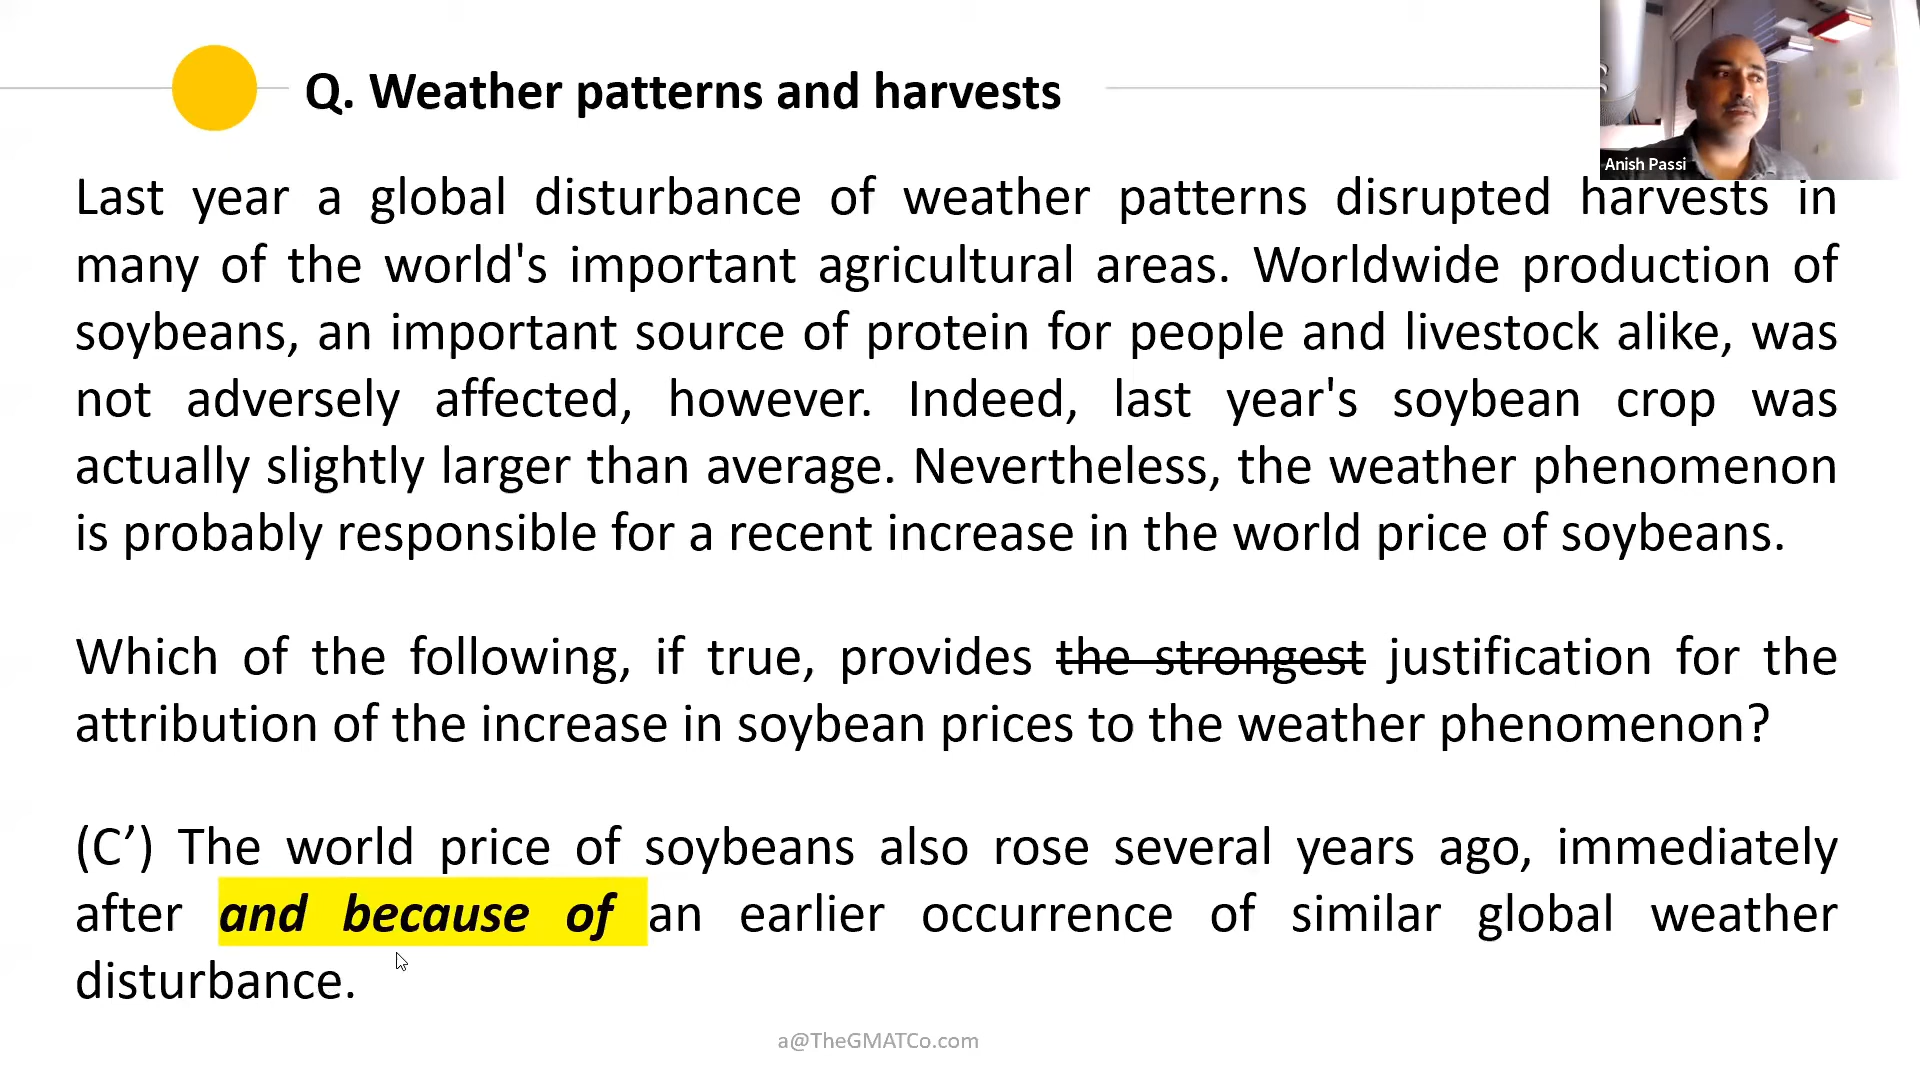 Q. Weather patterns and harvests
Anish Passi
Last year a global disturbance of weather patterns disrupted harvests in
many of the world's important agricultural areas. Worldwide production of
soybeans, an important source of protein for people and livestock alike, was
not adversely affected, however. Indeed, last year's soybean crop was
actually slightly larger than average. Nevertheless, the weather phenomenon
is probably responsible for a recent increase in the world price of soybeans.
Which of the following, if true, provides the strongest justification for the
attribution of the increase in soybean prices to the weather phenomenon?
(C’) The world price of soybeans also rose several years ago, immediately
after and because of an earlier occurrence of similar global weather
disturbance.
a@TheGMATCo.com